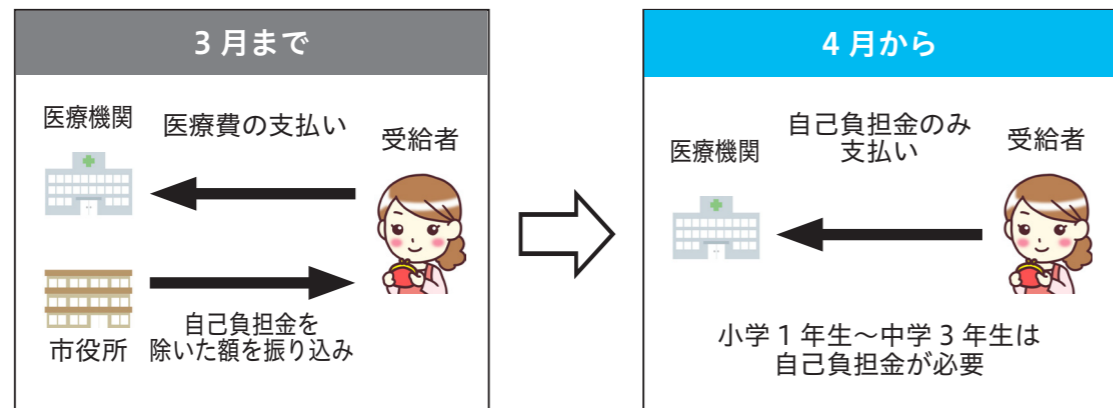 3月まで
医療機関
医療費の支払い
受給者
市役所
自己負担金を
除いた額を振り込み
4月から
医療機関
自己負担金のみ
支払い
受給者
小学1年生～中学3年生は
自己負担金が必要